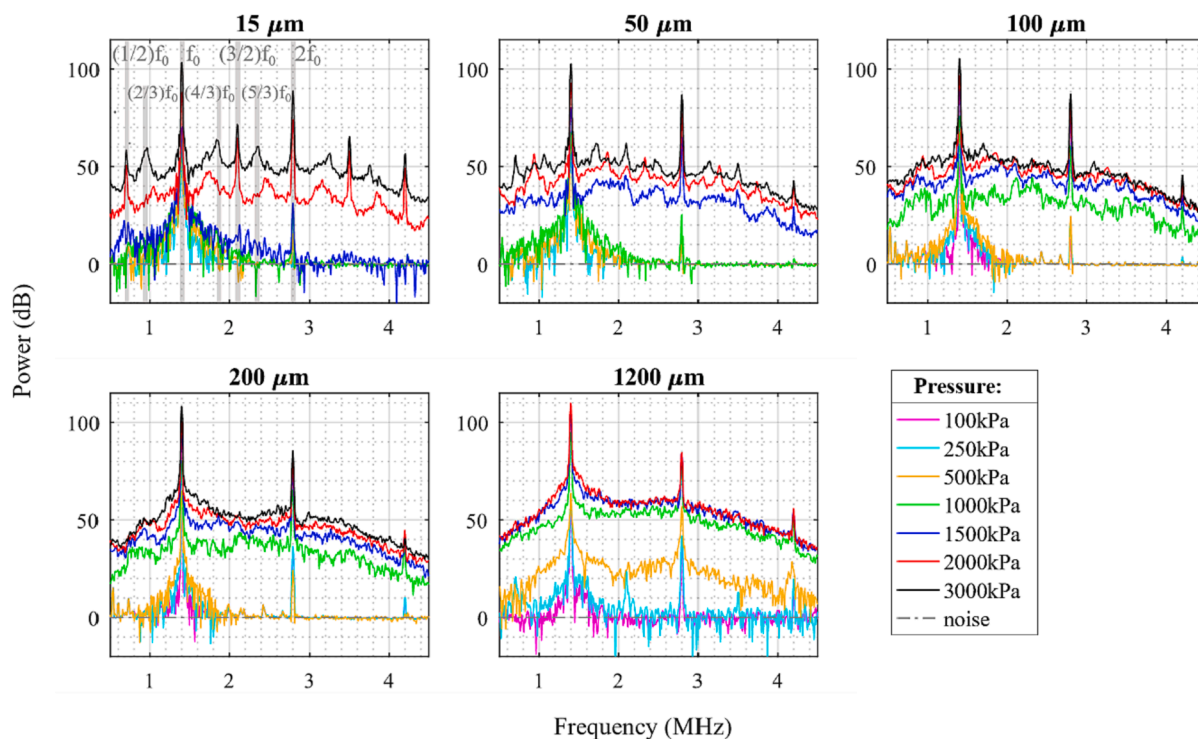 15 μm
50 μm
100 μm
(1/2)f₀ f₀ (3/2)f₀ 2f₀
(2/3)f₀ (4/3)f₀ (5/3)f₀
100
50
0
1 2 3 4
100
50
0
1 2 3 4
100
50
0
1 2 3 4
Power (dB)
200 μm
1200 μm
100
50
0
1 2 3 4
100
50
0
1 2 3 4
Pressure:
100kPa
250kPa
500kPa
1000kPa
1500kPa
2000kPa
3000kPa
noise
Frequency (MHz)